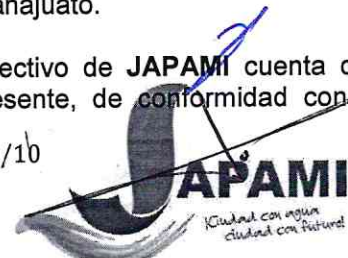 anajuato.
ectivo de JAPAMI cuenta c
esente, de conformidad con
/10
JAPAMI
¡Ciudad con agua
ciudad con futuro!